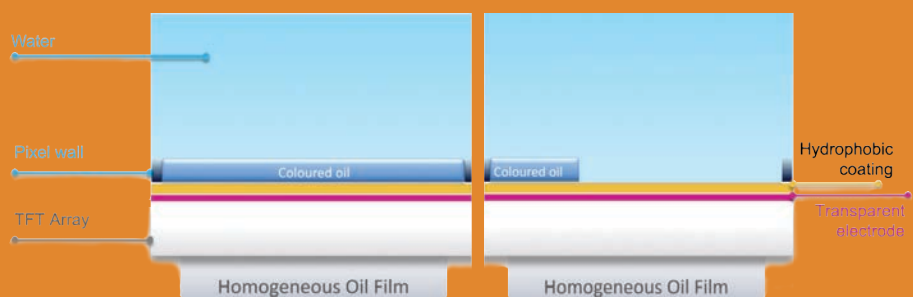 Water
Pixel wall
TFT Array
Coloured oil
Coloured oil
Hydrophobic
coating
Transparent
electrode
Homogeneous Oil Film
Homogeneous Oil Film